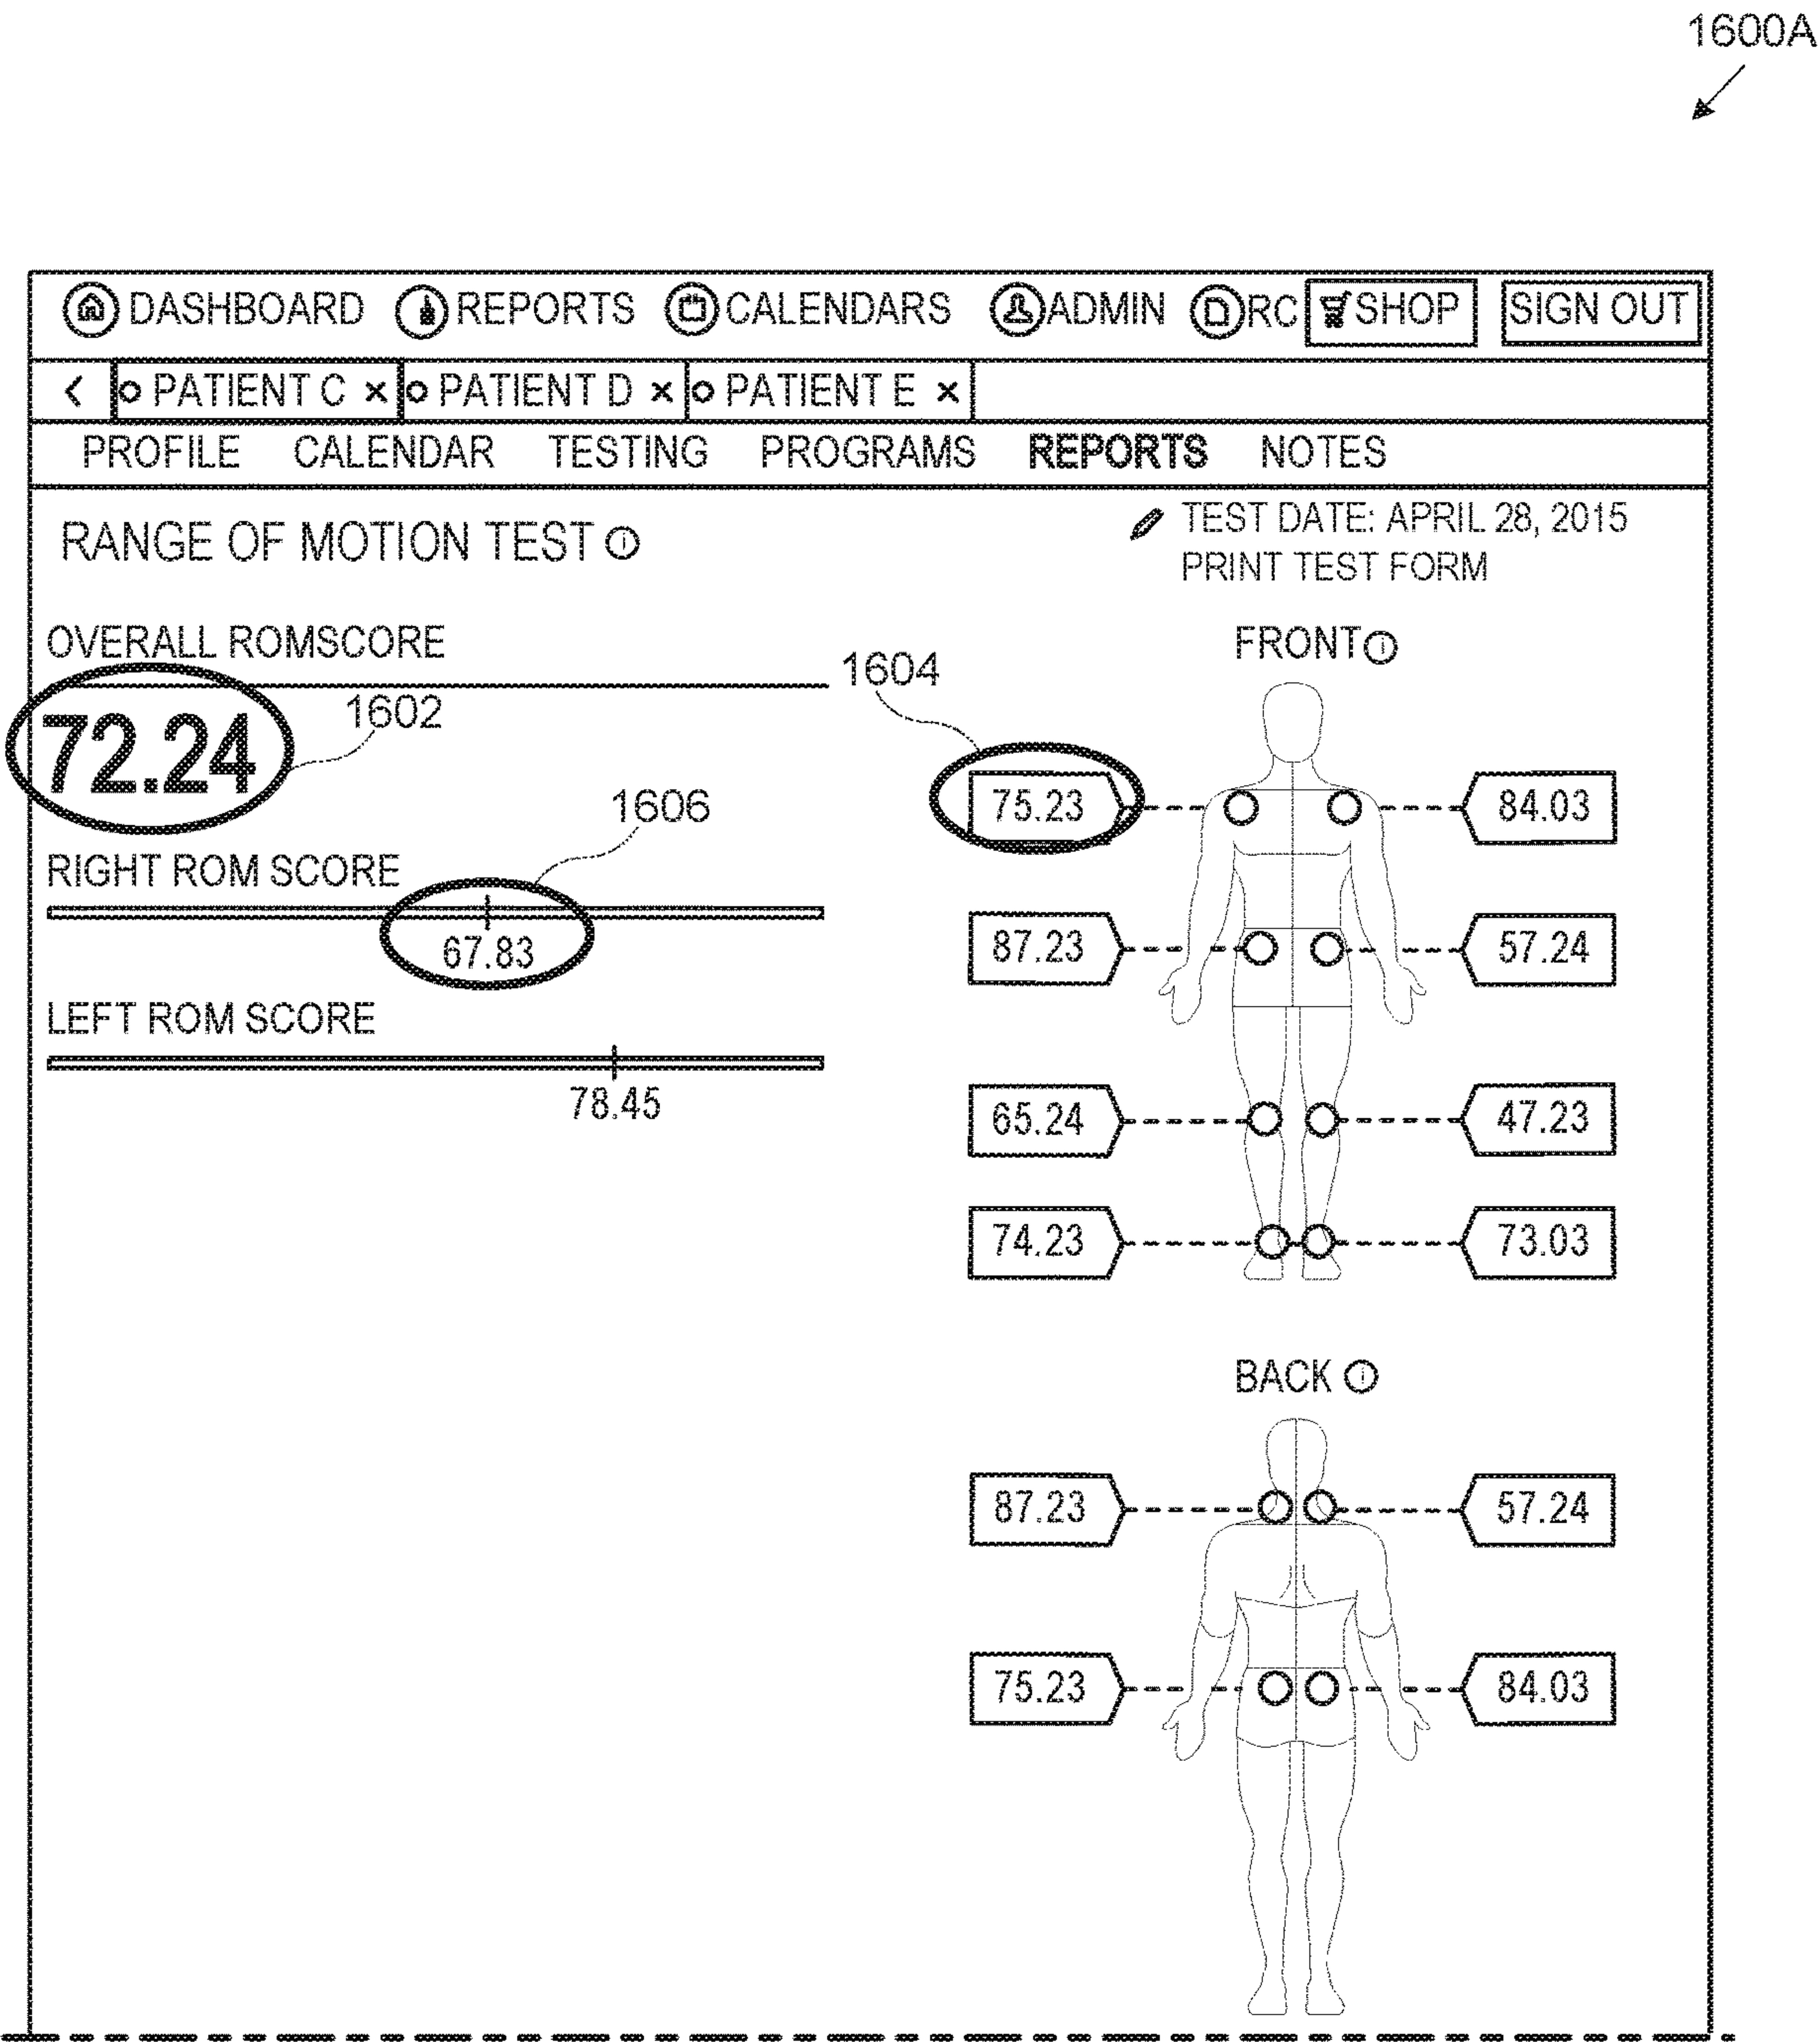 1600A
DASHBOARD REPORTS CALENDARS ADMIN RC SHOP SIGN OUT
< PATIENT C × PATIENT D × PATIENT E ×
PROFILE CALENDAR TESTING PROGRAMS REPORTS NOTES
RANGE OF MOTION TEST
TEST DATE: APRIL 28, 2015
PRINT TEST FORM
OVERALL ROMSCORE
72.24
1602
RIGHT ROM SCORE
1606
67.83
LEFT ROM SCORE
78.45
FRONT
1604
75.23 84.03
87.23 57.24
65.24 47.23
74.23 73.03
BACK
87.23 57.24
75.23 84.03